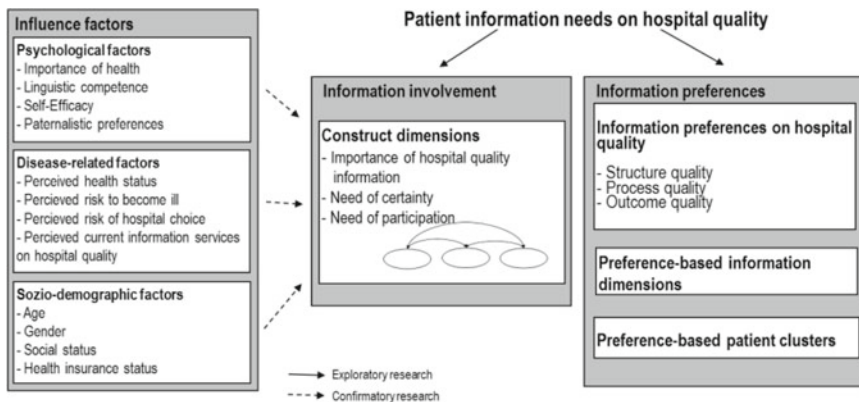 Influence factors
Psychological factors
- Importance of health
- Linguistic competence
- Self-Efficacy
- Paternalistic preferences
Disease-related factors
- Perceived health status
- Percieved risk to become ill
- Percieved risk of hospital choice
- Percieved current information services
on hospital quality
Sozio-demographic factors
- Age
- Gender
- Social status
- Health insurance status
Patient information needs on hospital quality
Information involvement
Construct dimensions
- Importance of hospital quality
information
- Need of certainty
- Need of participation
Information preferences
Information preferences on hospital
quality
- Structure quality
- Process quality
- Outcome quality
Preference-based information
dimensions
Preference-based patient clusters
Exploratory research
Confirmatory research